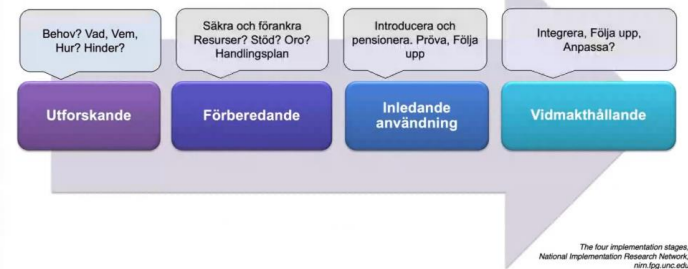 Behov? Vad, Vem,
Hur? Hinder?
Säkra och förankra
Resurser? Stöd? Oro?
Handlingsplan
Introducera och
pensionera. Pröva, Följa
upp
Integrera, Följa upp,
Anpassa?
Utforskande
Förberedande
Inledande
användning
Vidmakthållande
The four implementation stages,
National Implementation Research Network,
nirn.fpg.unc.edu